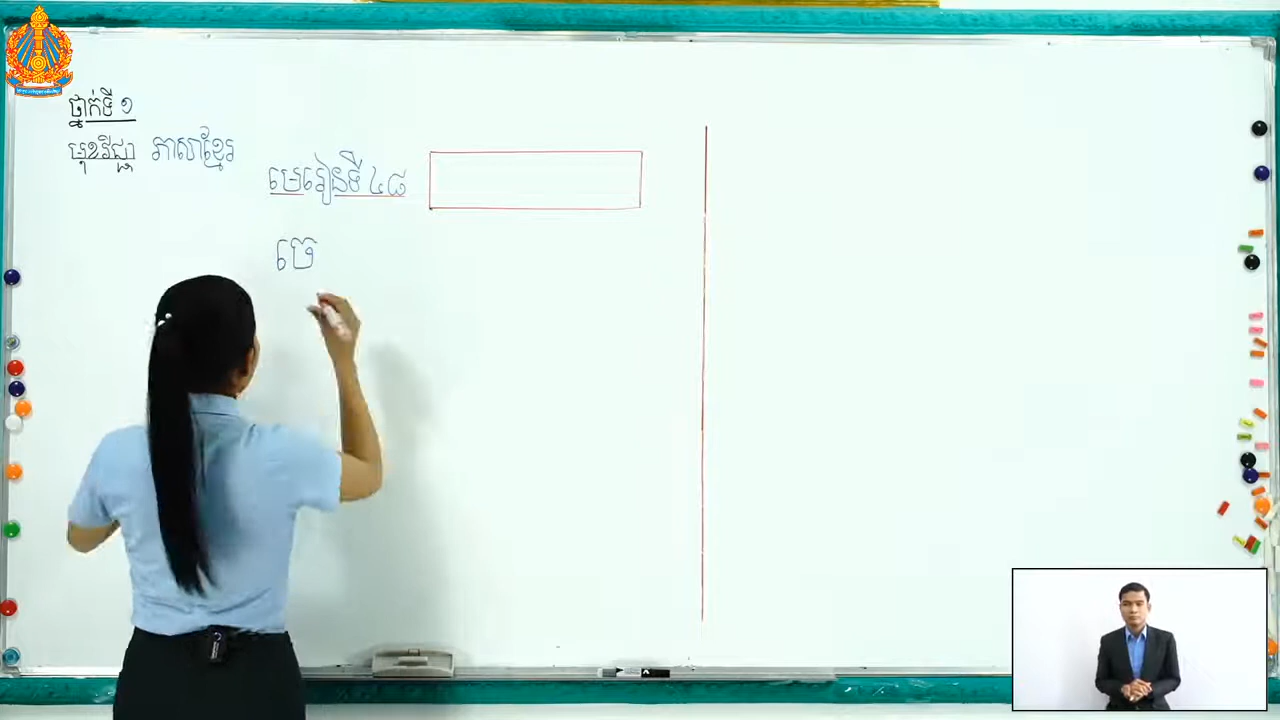 ថ្នាក់ទី ១
មុខវិជ្ជា ភាសាខ្មែរ
មេរៀនទី ៤៨
ចេ